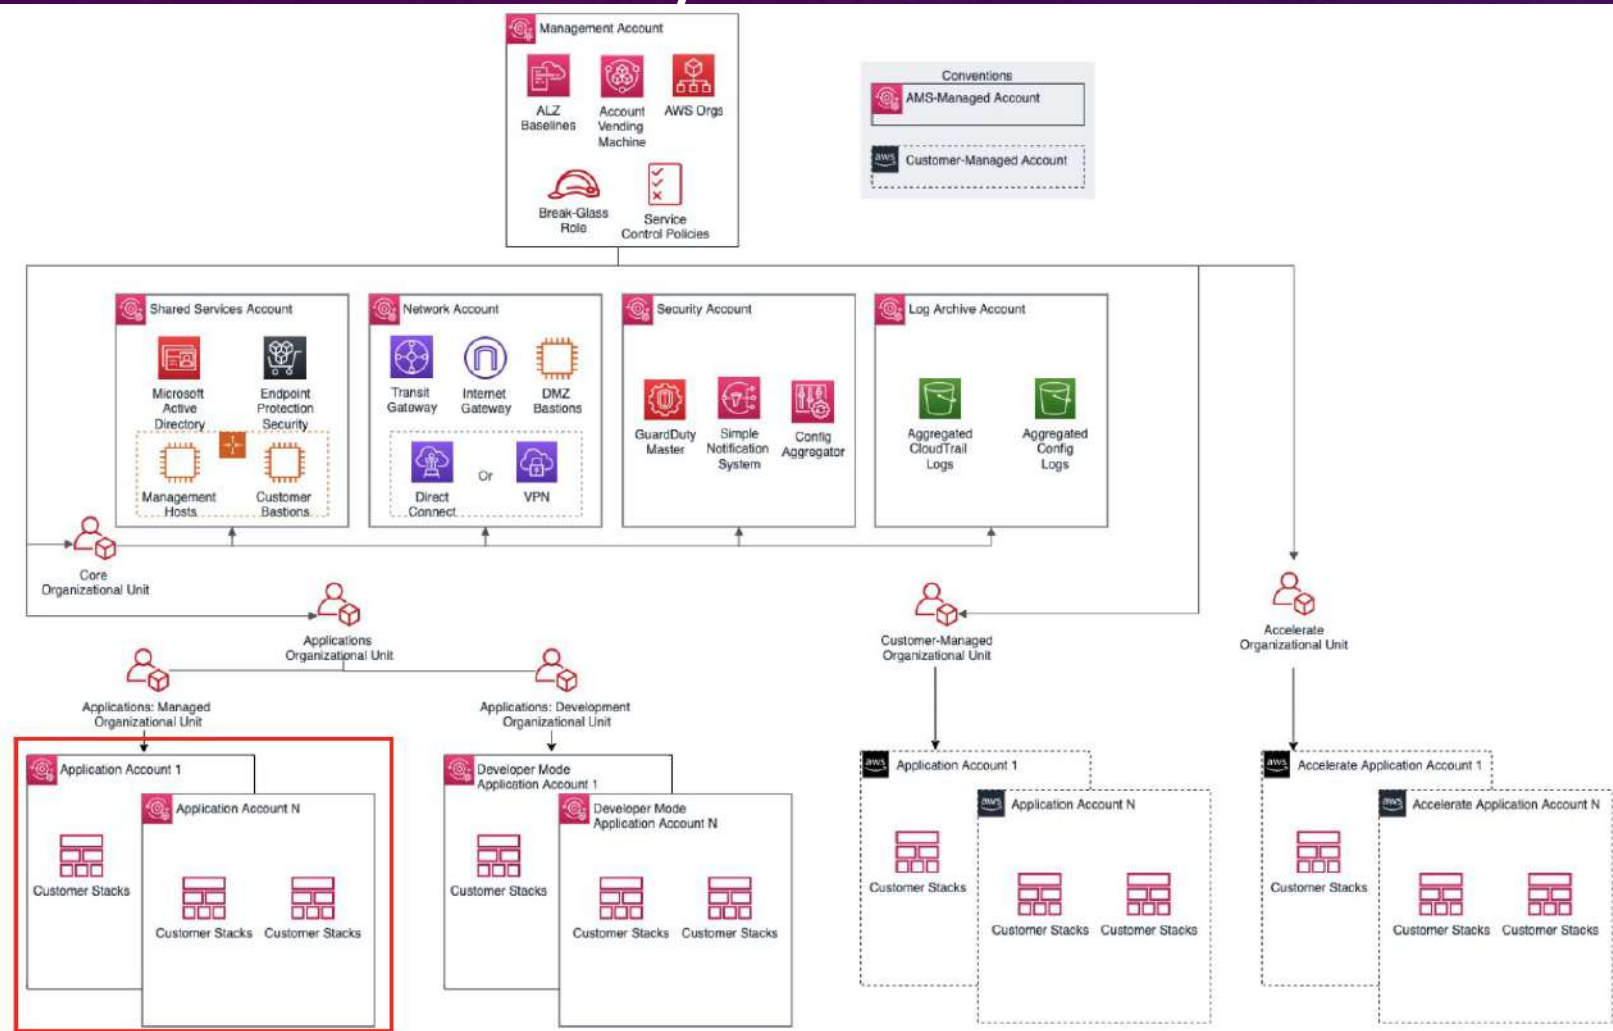 Management Account
ALZ
Baselines
Account
Vending
Machine
AWS Orgs
Break-Glass
Role
Service
Control Policies
Conventions
AMS-Managed Account
aws
Customer-Managed Account
Shared Services Account
Microsoft
Active
Directory
Endpoint
Protection
Security
Management
Hosts
Customer
Bastions
Network Account
Transit
Gateway
Internet
Gateway
DMZ
Bastions
Direct
Connect
Or
VPN
Security Account
GuardDuty
Master
Simple
Notification
System
Config
Aggregator
Log Archive Account
Aggregated
CloudTrail
Logs
Aggregated
Config
Logs
Core
Organizational Unit
Applications
Organizational Unit
Customer-Managed
Organizational Unit
Accelerate
Organizational Unit
Applications: Managed
Organizational Unit
Applications: Development
Organizational Unit
Application Account 1
Customer Stacks
Application Account N
Customer Stacks
Customer Stacks
Developer Mode
Application Account 1
Customer Stacks
Developer Mode
Application Account N
Customer Stacks
Customer Stacks
aws
Application Account 1
Customer Stacks
aws
Application Account N
Customer Stacks
Customer Stacks
aws
Accelerate Application Account 1
Customer Stacks
aws
Accelerate Application Account N
Customer Stacks
Customer Stacks